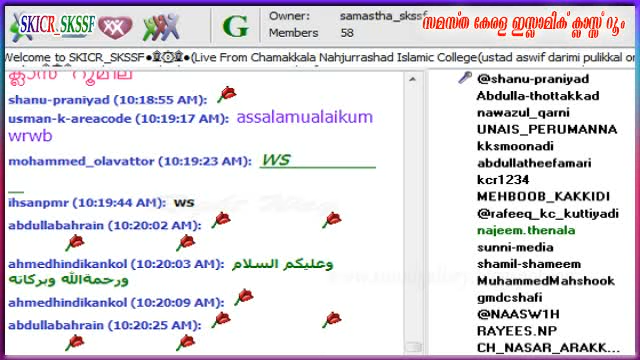 SKICR_SKSSF
G
Owner: samastha_skssf
Members 58
സമസ്ത കേരള ഇസ്ലാമിക് ക്ലാസ്സ് റൂം
Welcome to SKICR_SKSSF●۩۞۩●(Live From Chamakkala Nahjurrashad Islamic College(ustad aswif darimi pulikkal on
ക്ലാസ് റൂമില
shanu-praniyad (10:18:55 AM):
usman-k-areacode (10:19:17 AM): assalamualaikum
wrwb
mohammed_olavattor (10:19:23 AM): ws
ihsanpmr (10:19:44 AM): ws
abdullabahrain (10:20:02 AM):
ahmedhindikankol (10:20:03 AM): وعليكم السلام
ورحمةالله وبركاته
ahmedhindikankol (10:20:09 AM):
abdullabahrain (10:20:25 AM):
@shanu-praniyad
Abdulla-thottakkad
nawazul_qarni
UNAIS_PERUMANNA
kksmoonadi
abdullatheefamari
kcr1234
MEHBOOB_KAKKIDI
@rafeeq_kc_kuttiyadi
najeem.thenala
sunni-media
shamil-shameem
MuhammedMahshook
gmdcshafi
@NAASW1H
RAYEES.NP
CH_NASAR_ARAKK...